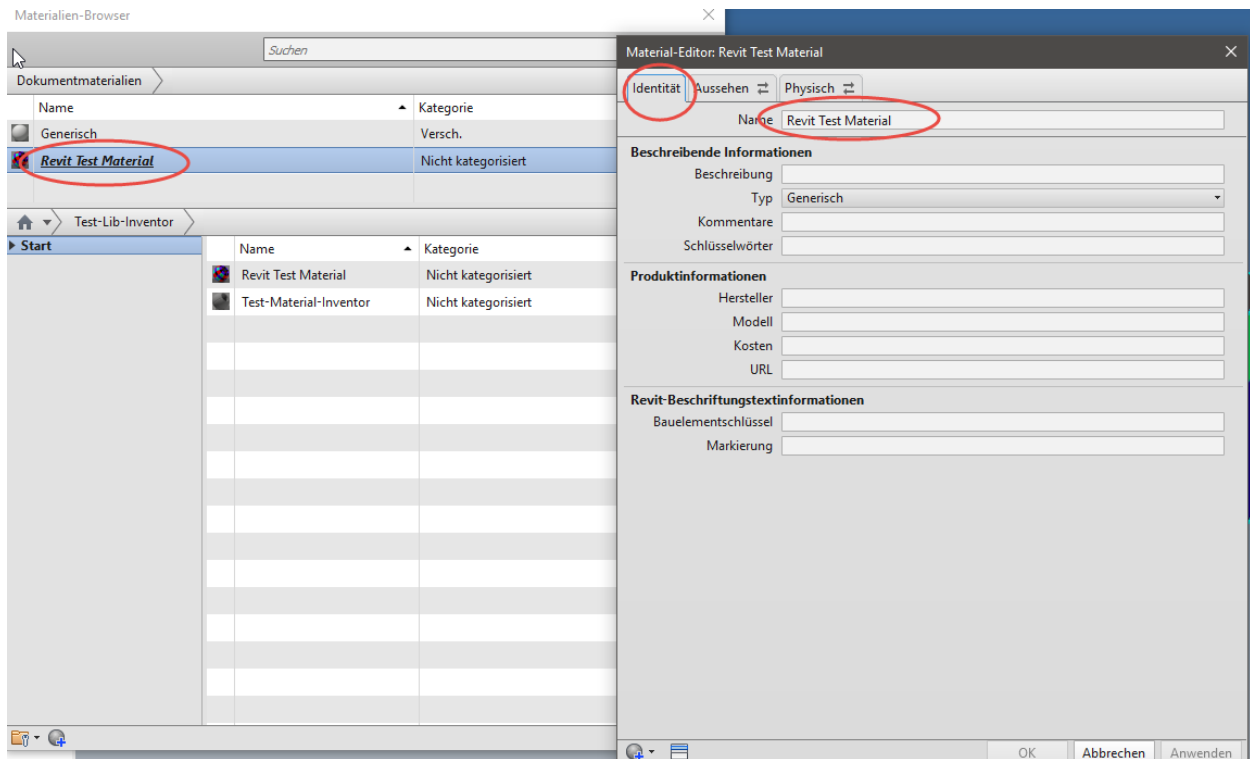 Materialien-Browser
Suchen
Dokumentmaterialien
Name Kategorie
Generisch Versch.
Revit Test Material Nicht kategorisiert
Test-Lib-Inventor
Start
Name Kategorie
Revit Test Material Nicht kategorisiert
Test-Material-Inventor Nicht kategorisiert
Material-Editor: Revit Test Material
Identität Aussehen Physisch
Name Revit Test Material
Beschreibende Informationen
Beschreibung
Typ Generisch
Kommentare
Schlüsselwörter
Produktinformationen
Hersteller
Modell
Kosten
URL
Revit-Beschriftungstextinformationen
Bauelementschlüssel
Markierung
OK Abbrechen Anwenden